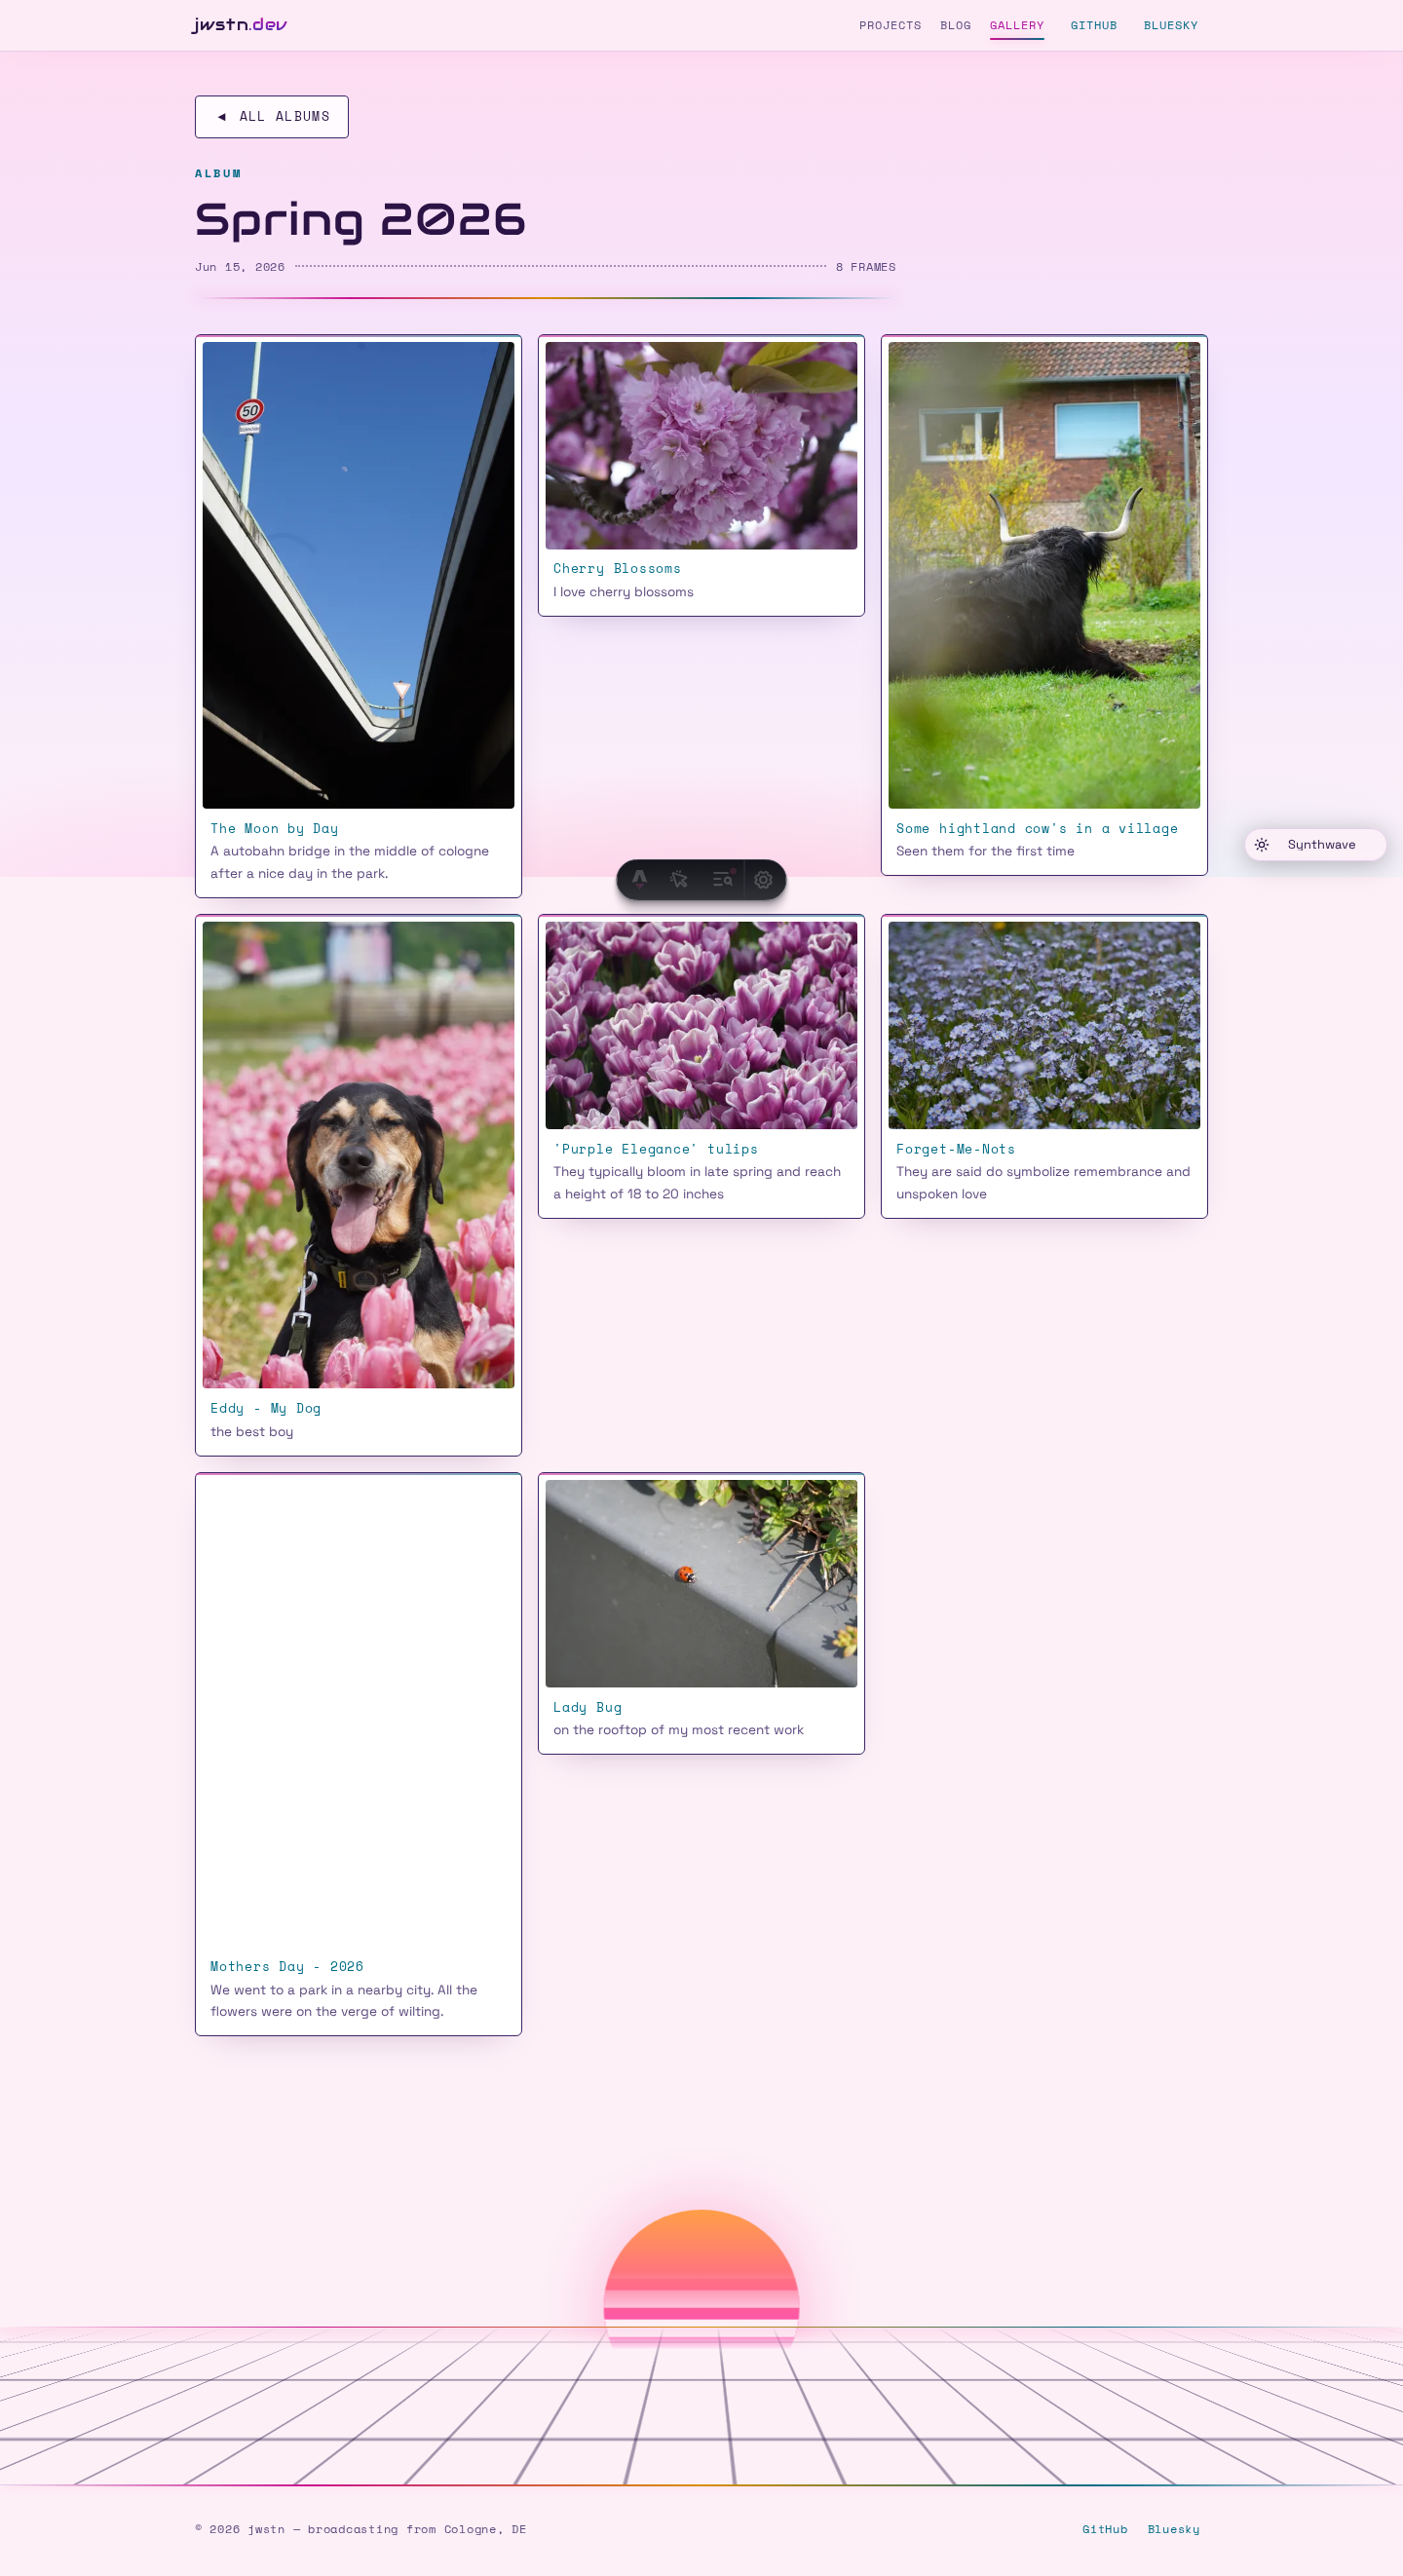 jwstn.dev
PROJECTS BLOG GALLERY GITHUB BLUESKY
◄ ALL ALBUMS
ALBUM
Spring 2026
Jun 15, 2026 8 FRAMES
50
The Moon by Day
A autobahn bridge in the middle of cologne
after a nice day in the park.
Cherry Blossoms
I love cherry blossoms
Some hightland cow's in a village
Seen them for the first time
Synthwave
Eddy - My Dog
the best boy
'Purple Elegance' tulips
They typically bloom in late spring and reach
a height of 18 to 20 inches
Forget-Me-Nots
They are said do symbolize remembrance and
unspoken love
Mothers Day - 2026
We went to a park in a nearby city. All the
flowers were on the verge of wilting.
Lady Bug
on the rooftop of my most recent work
© 2026 jwstn — broadcasting from Cologne, DE
GitHub Bluesky